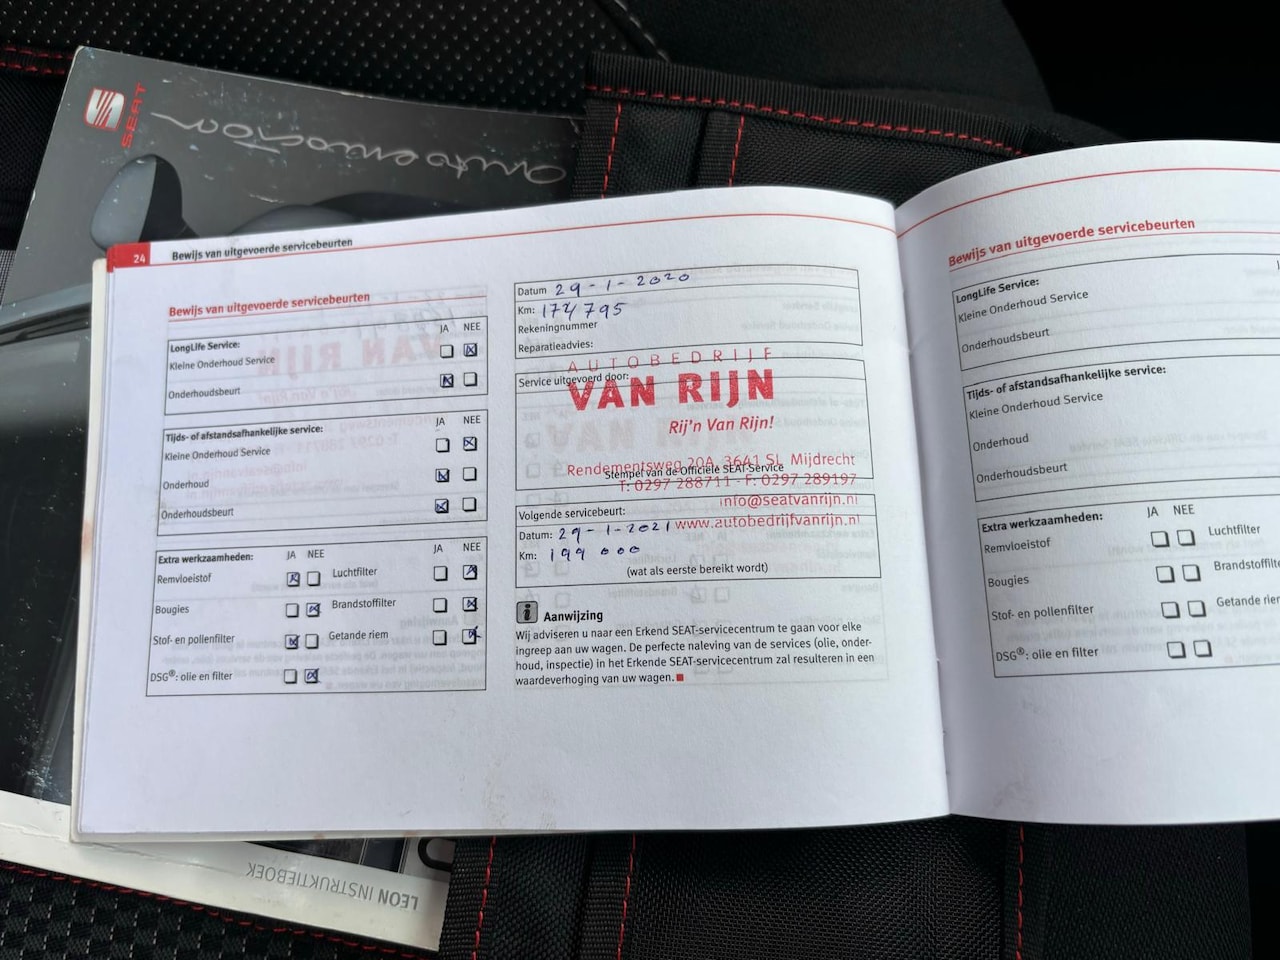 SEAT
24
Bewijs van uitgevoerde servicebeurten
Bewijs van uitgevoerde servicebeurten
JA NEE
LongLife Service:
Kleine Onderhoud Service
Onderhoudsbeurt
JA NEE
Tijds- of afstandsafhankelijke service:
Kleine Onderhoud Service
Onderhoud
Onderhoudsbeurt
Extra werkzaamheden: JA NEE JA NEE
Remvloeistof Luchtfilter
Bougies Brandstoffilter
Stof- en pollenfilter Getande riem
DSG®: olie en filter
Datum 29-1-2020
Km:
Rekeningnummer
Reparatieadvies:
Service uitgevoerd door:
AUTOBEDRIJF
VAN RIJN
Rij'n Van Rijn!
Rendementsweg 20A, 3641 SL Mijdrecht
Stempel van de Officiële SEAT-Service
T: 0297 288711 - F: 0297 289197
info@seatvanrijn.nl
www.autobedrijfvanrijn.nl
Volgende servicebeurt:
Datum: 29-1-2021
Km: 199 000
(wat als eerste bereikt wordt)
i Aanwijzing
Wij adviseren u naar een Erkend SEAT-servicecentrum te gaan voor elke
ingreep aan uw wagen. De perfecte naleving van de services (olie, onder-
houd, inspectie) in het Erkende SEAT-servicecentrum zal resulteren in een
waardeverhoging van uw wagen.
Bewijs van uitgevoerde servicebeurten
LongLife Service:
Kleine Onderhoud Service
Onderhoudsbeurt
Tijds- of afstandsafhankelijke service:
Kleine Onderhoud Service
Onderhoud
Onderhoudsbeurt
Extra werkzaamheden: JA NEE
Remvloeistof Luchtfilter
Bougies
Stof- en pollenfilter
DSG®: olie en filter
Getande
LEON INSTRUKTIEBOEK
auto emoción